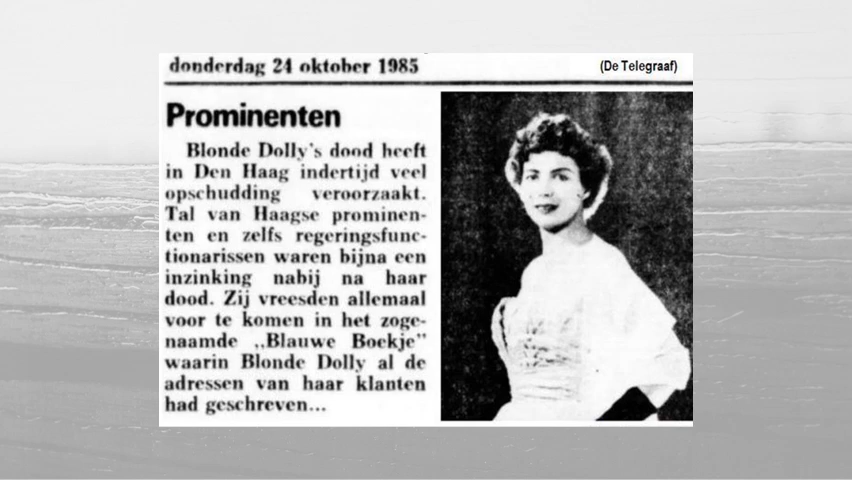 donderdag 24 oktober 1985 (De Telegraaf)
Prominenten
Blonde Dolly's dood heeft
in Den Haag indertijd veel
opschudding veroorzaakt.
Tal van Haagse prominen-
ten en zelfs regeringsfunc-
tionarissen waren bijna een
inzinking nabij na haar
dood. Zij vreesden allemaal
voor te komen in het zoge-
naamde „Blauwe Boekje"
waarin Blonde Dolly al de
adressen van haar klanten
had geschreven...